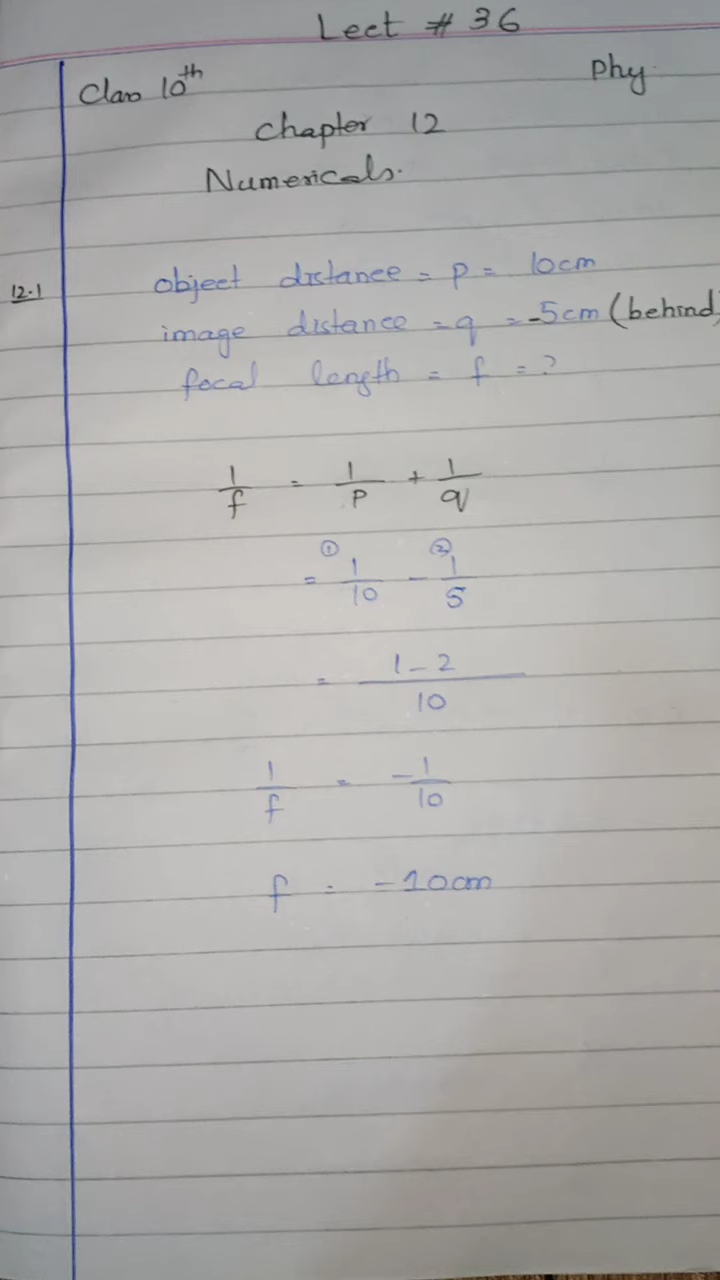 Lect # 36
Class 10th Phy.
Chapter 12
Numericals.
12.1 object distance = p = 10cm
image distance = q = -5cm (behind)
focal length = f = ?
1/f = 1/p + 1/q
= ① 1/10 - ② 1/5
= 1-2/10
1/f = -1/10
f = -10cm